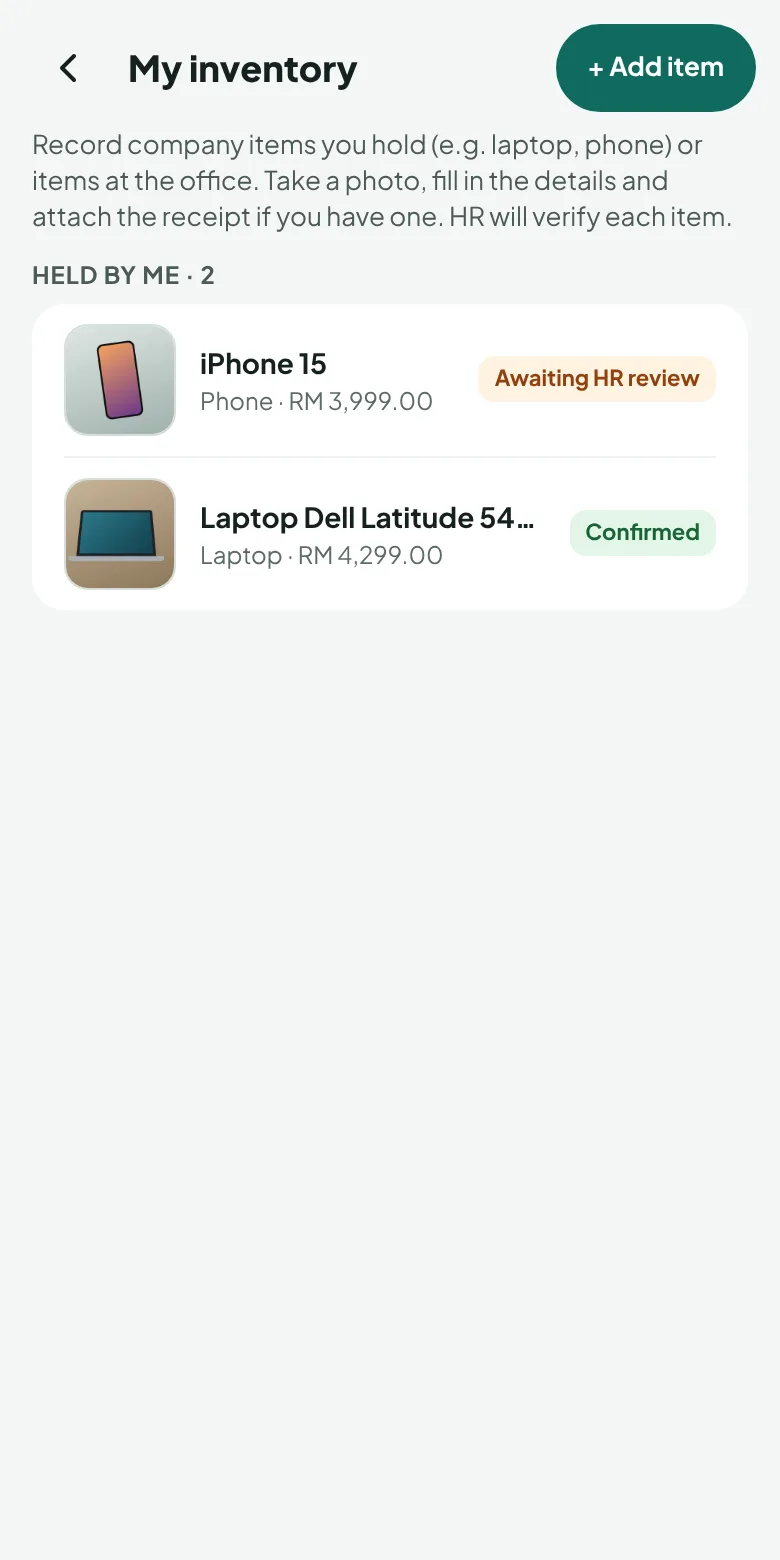 My inventory
+ Add item
Record company items you hold (e.g. laptop, phone) or
items at the office. Take a photo, fill in the details and
attach the receipt if you have one. HR will verify each item.
HELD BY ME · 2
iPhone 15
Phone · RM 3,999.00
Awaiting HR review
Laptop Dell Latitude 54...
Laptop · RM 4,299.00
Confirmed